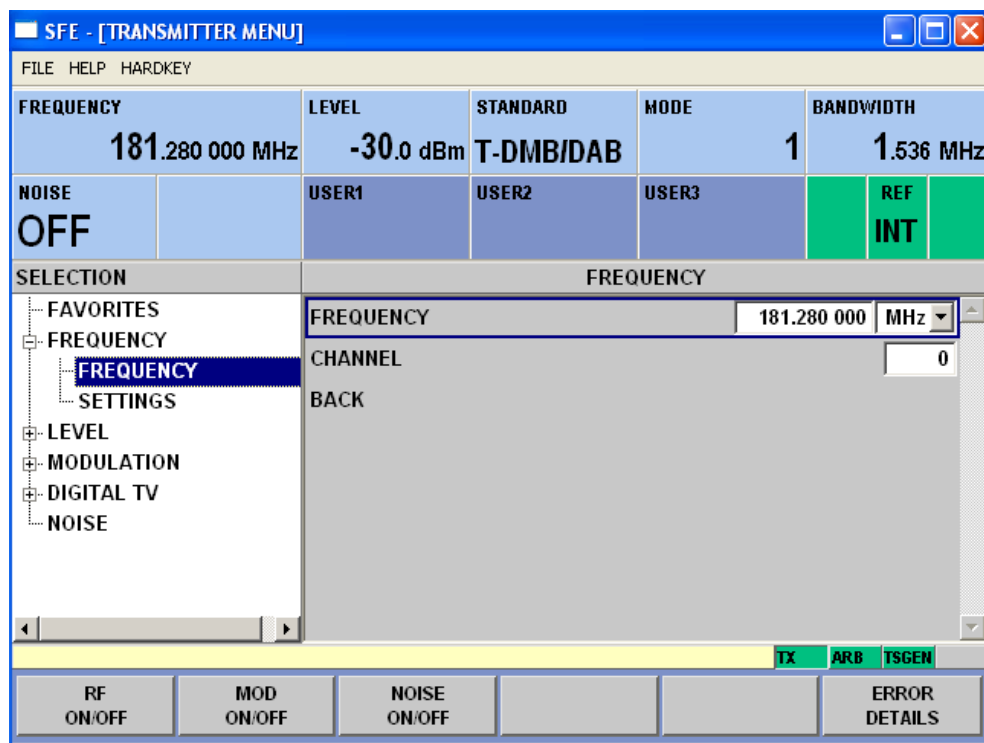 SFE - [TRANSMITTER MENU]
FILE HELP HARDKEY
FREQUENCY LEVEL STANDARD MODE BANDWIDTH
181.280 000 MHz -30.0 dBm T-DMB/DAB 1 1.536 MHz
NOISE USER1 USER2 USER3 REF
OFF INT
SELECTION FREQUENCY
FAVORITES
FREQUENCY
FREQUENCY
SETTINGS
LEVEL
MODULATION
DIGITAL TV
NOISE
FREQUENCY 181.280 000 MHz
CHANNEL 0
BACK
TX ARB TSGEN
RF ON/OFF
MOD ON/OFF
NOISE ON/OFF
ERROR DETAILS